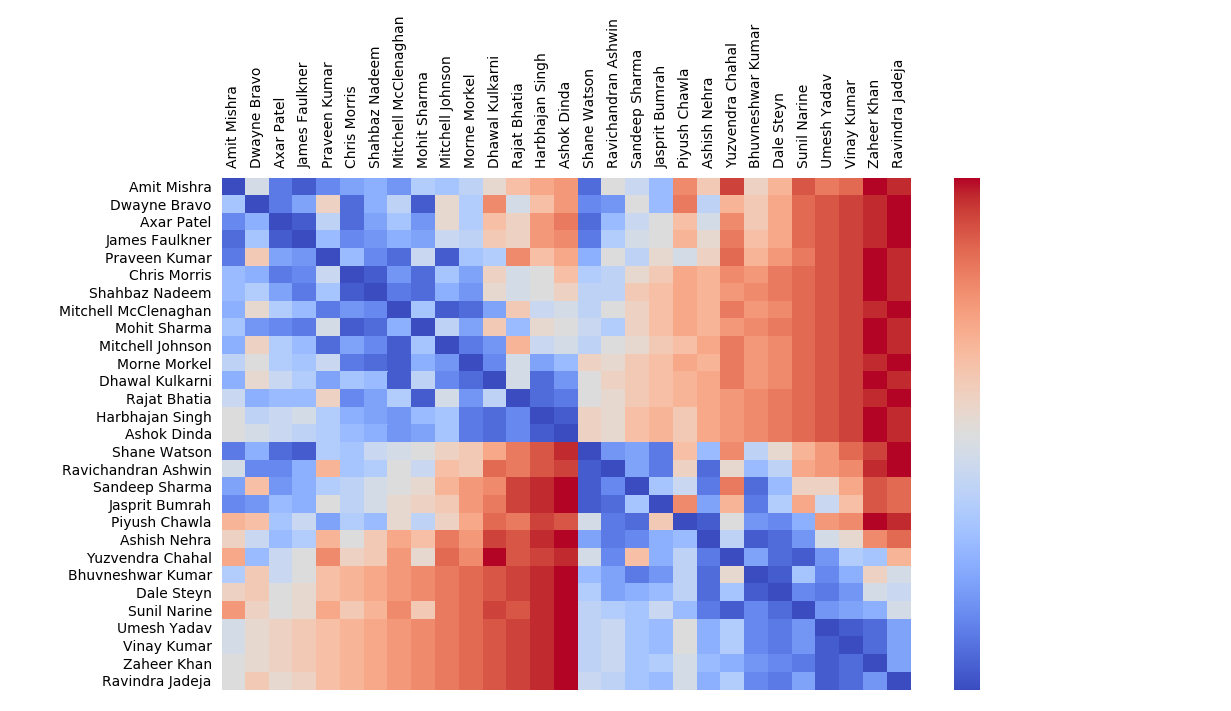 Amit Mishra
Dwayne Bravo
Axar Patel
James Faulkner
Praveen Kumar
Chris Morris
Shahbaz Nadeem
Mitchell McClenaghan
Mohit Sharma
Mitchell Johnson
Morne Morkel
Dhawal Kulkarni
Rajat Bhatia
Harbhajan Singh
Ashok Dinda
Shane Watson
Ravichandran Ashwin
Sandeep Sharma
Jasprit Bumrah
Piyush Chawla
Ashish Nehra
Yuzvendra Chahal
Bhuvneshwar Kumar
Dale Steyn
Sunil Narine
Umesh Yadav
Vinay Kumar
Zaheer Khan
Ravindra Jadeja
Amit Mishra
Dwayne Bravo
Axar Patel
James Faulkner
Praveen Kumar
Chris Morris
Shahbaz Nadeem
Mitchell McClenaghan
Mohit Sharma
Mitchell Johnson
Morne Morkel
Dhawal Kulkarni
Rajat Bhatia
Harbhajan Singh
Ashok Dinda
Shane Watson
Ravichandran Ashwin
Sandeep Sharma
Jasprit Bumrah
Piyush Chawla
Ashish Nehra
Yuzvendra Chahal
Bhuvneshwar Kumar
Dale Steyn
Sunil Narine
Umesh Yadav
Vinay Kumar
Zaheer Khan
Ravindra Jadeja